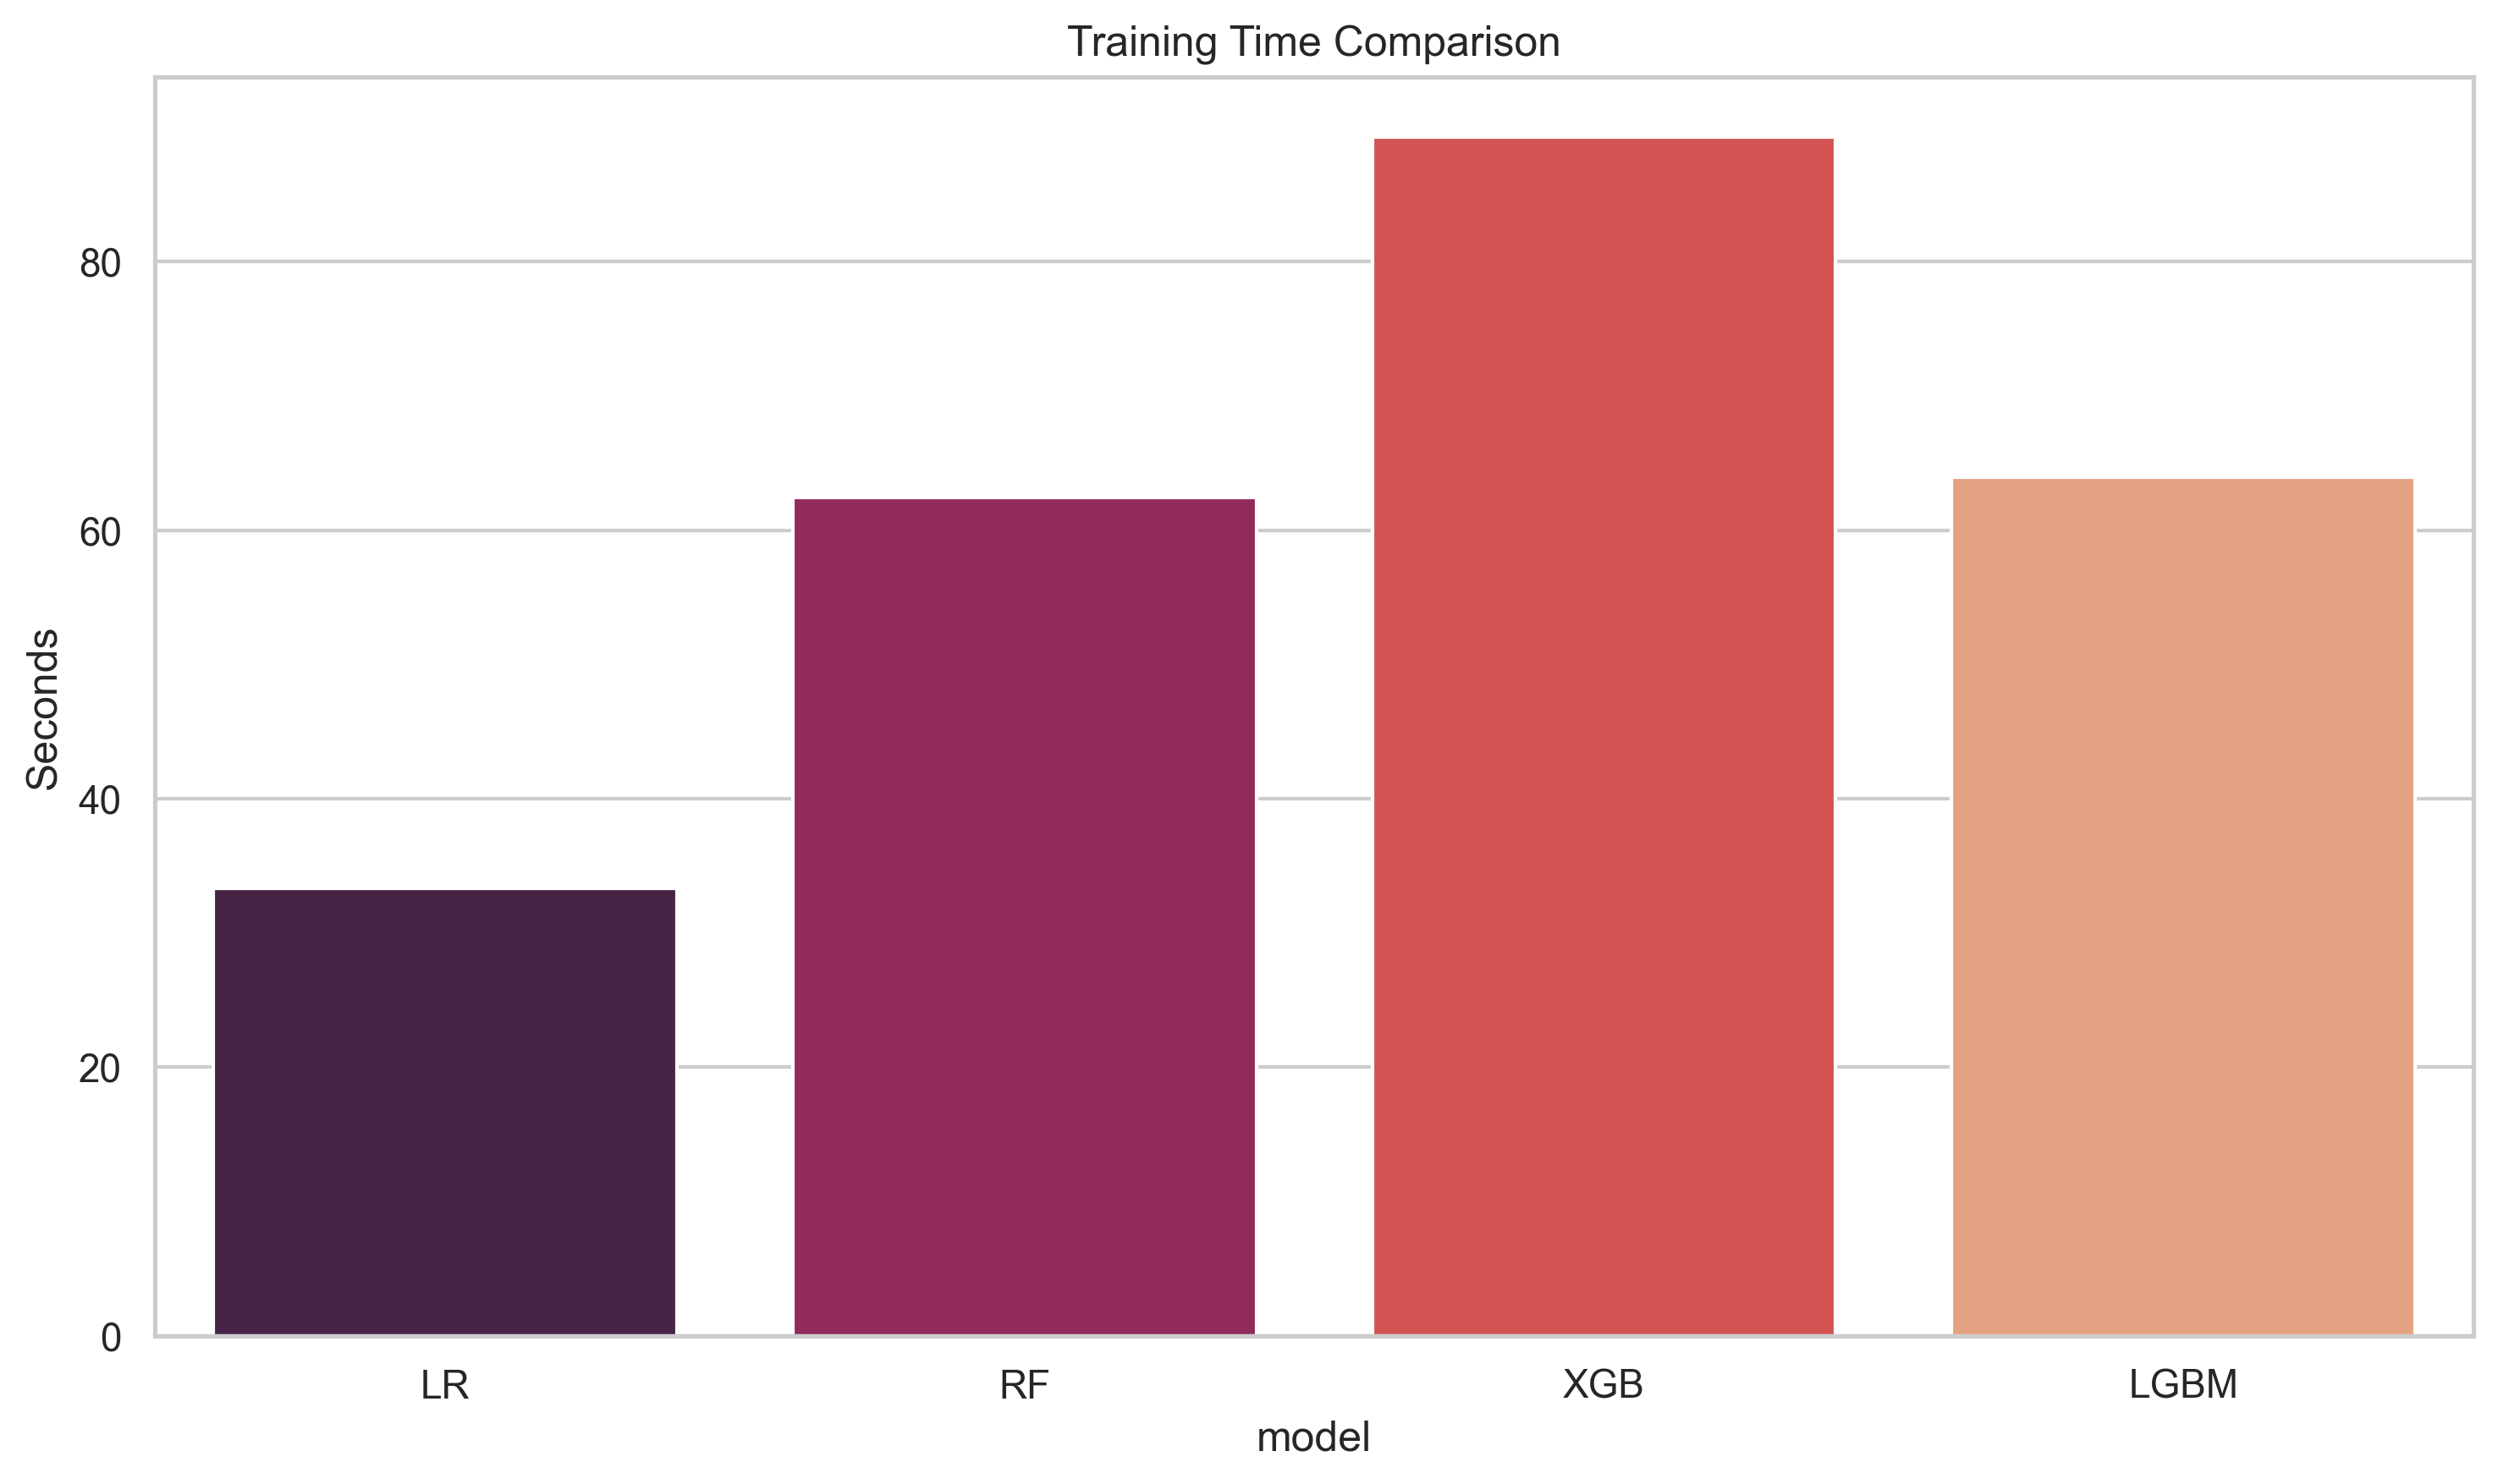 Training Time Comparison
80
60
40
20
0
Seconds
LR RF XGB LGBM
model